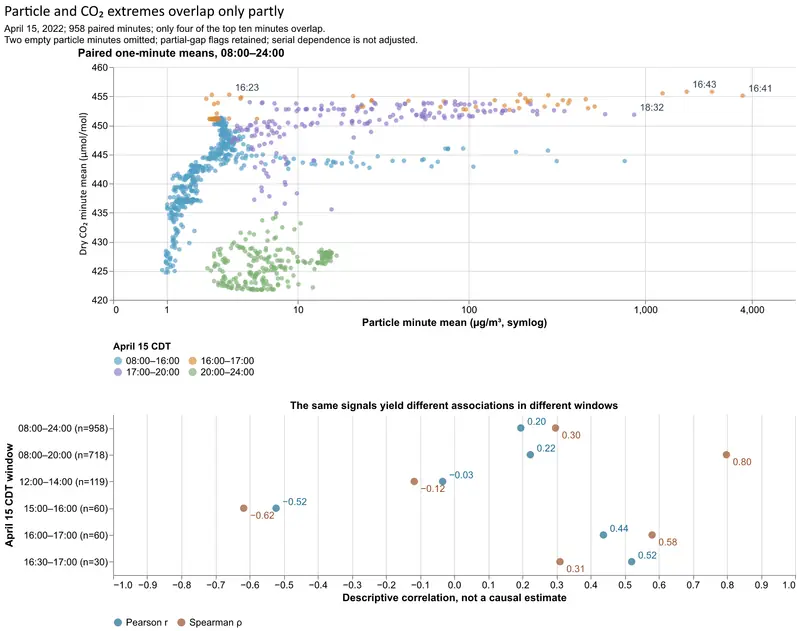 Particle and CO₂ extremes overlap only partly
April 15, 2022; 958 paired minutes; only four of the top ten minutes overlap.
Two empty particle minutes omitted; partial-gap flags retained; serial dependence is not adjusted.
Paired one-minute means, 08:00–24:00
Dry CO₂ minute mean (µmol/mol)
460
455
450
445
440
435
430
425
420
16:23
16:43
16:41
18:32
0
1
10
100
1,000
4,000
Particle minute mean (µg/m³, symlog)
April 15 CDT
08:00–16:00
16:00–17:00
17:00–20:00
20:00–24:00
The same signals yield different associations in different windows
April 15 CDT window
08:00–24:00 (n=958)
0.20
0.30
08:00–20:00 (n=718)
0.22
0.80
12:00–14:00 (n=119)
−0.03
−0.12
15:00–16:00 (n=60)
−0.52
−0.62
16:00–17:00 (n=60)
0.44
0.58
16:30–17:00 (n=30)
0.52
0.31
−1.0 −0.9 −0.8 −0.7 −0.6 −0.5 −0.4 −0.3 −0.2 −0.1 0.0 0.1 0.2 0.3 0.4 0.5 0.6 0.7 0.8 0.9 1.0
Descriptive correlation, not a causal estimate
Pearson r
Spearman ρ